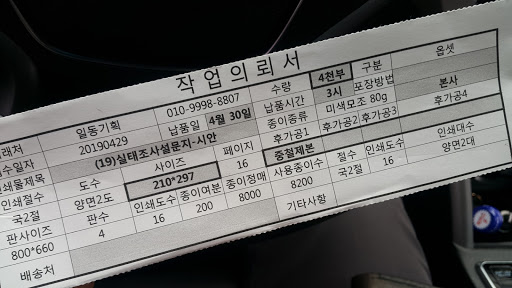 작업의뢰서
래처 일동기획 010-9998-8807 수량 4천부 구분 옵셋
수일자 20190429 납품일 4월 30일 납품시간 3시 포장방법 본사
쇄물제목 (19)실태조사설문지-시안 종이종류 미색모조 80g
인쇄절수 도수 사이즈 페이지 후가공1 후가공2 후가공3 후가공4
국2절 양면2도 210*297 16 중철제본
판사이즈 판수 인쇄도수 종이여분 종이정매 사용종이수 절수 페이지 인쇄대수
800*660 4 16 200 8000 8200 국2절 16 양면2대
배송처 기타사항